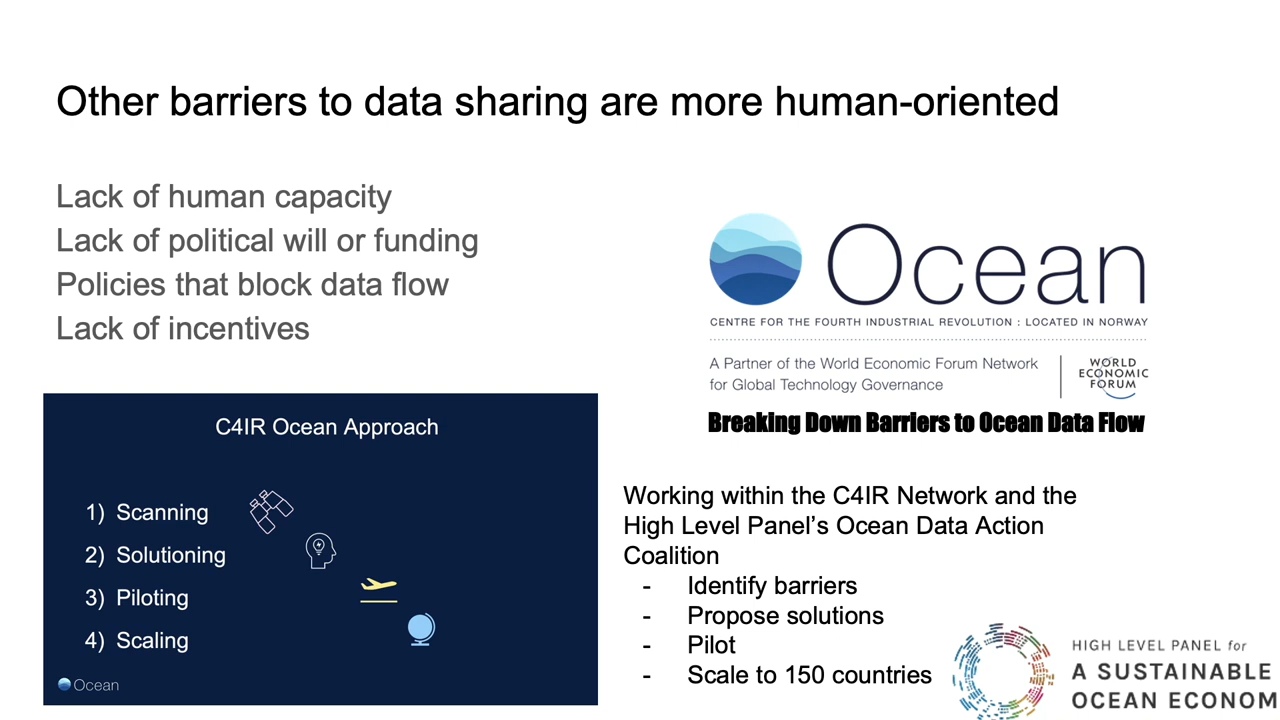 Other barriers to data sharing are more human-oriented
Lack of human capacity
Lack of political will or funding
Policies that block data flow
Lack of incentives
Ocean
CENTRE FOR THE FOURTH INDUSTRIAL REVOLUTION : LOCATED IN NORWAY
A Partner of the World Economic Forum Network
for Global Technology Governance
WORLD
ECONOMIC
FORUM
Breaking Down Barriers to Ocean Data Flow
C4IR Ocean Approach
1) Scanning
2) Solutioning
3) Piloting
4) Scaling
Ocean
Working within the C4IR Network and the
High Level Panel’s Ocean Data Action
Coalition
- Identify barriers
- Propose solutions
- Pilot
- Scale to 150 countries
HIGH LEVEL PANEL for
A SUSTAINABLE
OCEAN ECONOM